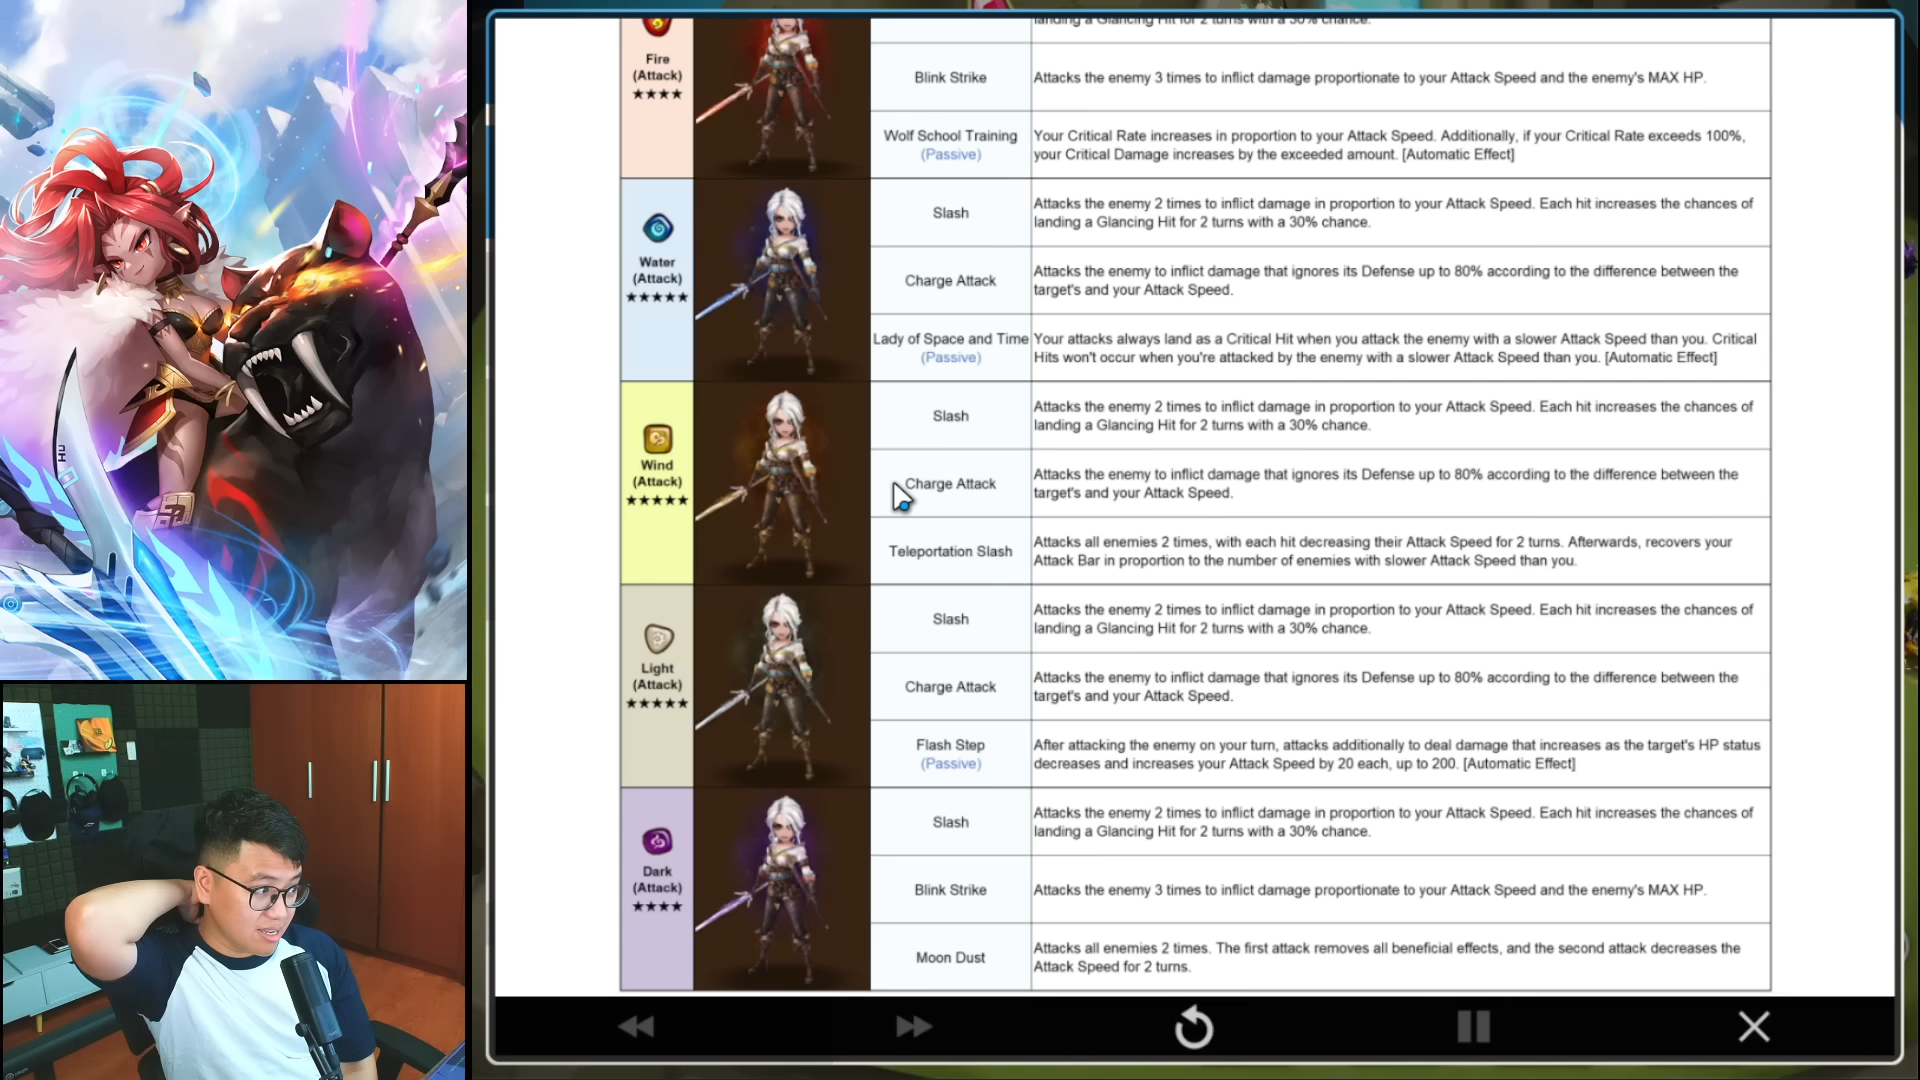 landing a Glancing Hit for 2 turns with a 30% chance.
Fire
(Attack)
★★★★
Blink Strike
Attacks the enemy 3 times to inflict damage proportionate to your Attack Speed and the enemy's MAX HP.
Wolf School Training
(Passive)
Your Critical Rate increases in proportion to your Attack Speed. Additionally, if your Critical Rate exceeds 100%,
your Critical Damage increases by the exceeded amount. [Automatic Effect]
Water
(Attack)
★★★★★
Slash
Attacks the enemy 2 times to inflict damage in proportion to your Attack Speed. Each hit increases the chances of
landing a Glancing Hit for 2 turns with a 30% chance.
Charge Attack
Attacks the enemy to inflict damage that ignores its Defense up to 80% according to the difference between the
target's and your Attack Speed.
Lady of Space and Time
(Passive)
Your attacks always land as a Critical Hit when you attack the enemy with a slower Attack Speed than you. Critical
Hits won't occur when you're attacked by the enemy with a slower Attack Speed than you. [Automatic Effect]
Wind
(Attack)
★★★★★
Slash
Attacks the enemy 2 times to inflict damage in proportion to your Attack Speed. Each hit increases the chances of
landing a Glancing Hit for 2 turns with a 30% chance.
Charge Attack
Attacks the enemy to inflict damage that ignores its Defense up to 80% according to the difference between the
target's and your Attack Speed.
Teleportation Slash
Attacks all enemies 2 times, with each hit decreasing their Attack Speed for 2 turns. Afterwards, recovers your
Attack Bar in proportion to the number of enemies with slower Attack Speed than you.
Light
(Attack)
★★★★★
Slash
Attacks the enemy 2 times to inflict damage in proportion to your Attack Speed. Each hit increases the chances of
landing a Glancing Hit for 2 turns with a 30% chance.
Charge Attack
Attacks the enemy to inflict damage that ignores its Defense up to 80% according to the difference between the
target's and your Attack Speed.
Flash Step
(Passive)
After attacking the enemy on your turn, attacks additionally to deal damage that increases as the target's HP status
decreases and increases your Attack Speed by 20 each, up to 200. [Automatic Effect]
Dark
(Attack)
★★★★
Slash
Attacks the enemy 2 times to inflict damage in proportion to your Attack Speed. Each hit increases the chances of
landing a Glancing Hit for 2 turns with a 30% chance.
Blink Strike
Attacks the enemy 3 times to inflict damage proportionate to your Attack Speed and the enemy's MAX HP.
Moon Dust
Attacks all enemies 2 times. The first attack removes all beneficial effects, and the second attack decreases the
Attack Speed for 2 turns.